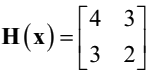 H(x) = [4 3
3 2]